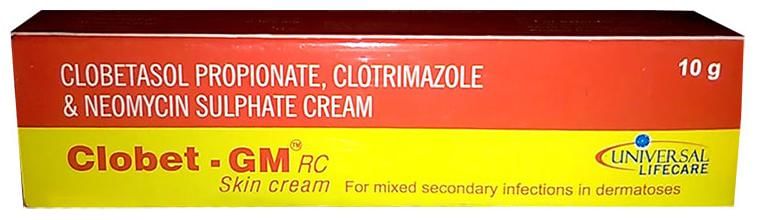 CLOBETASOL PROPIONATE, CLOTRIMAZOLE
& NEOMYCIN SULPHATE CREAM
10 g
Clobet - GM™ RC
Skin cream
For mixed secondary infections in dermatoses
UNIVERSAL
LIFECARE